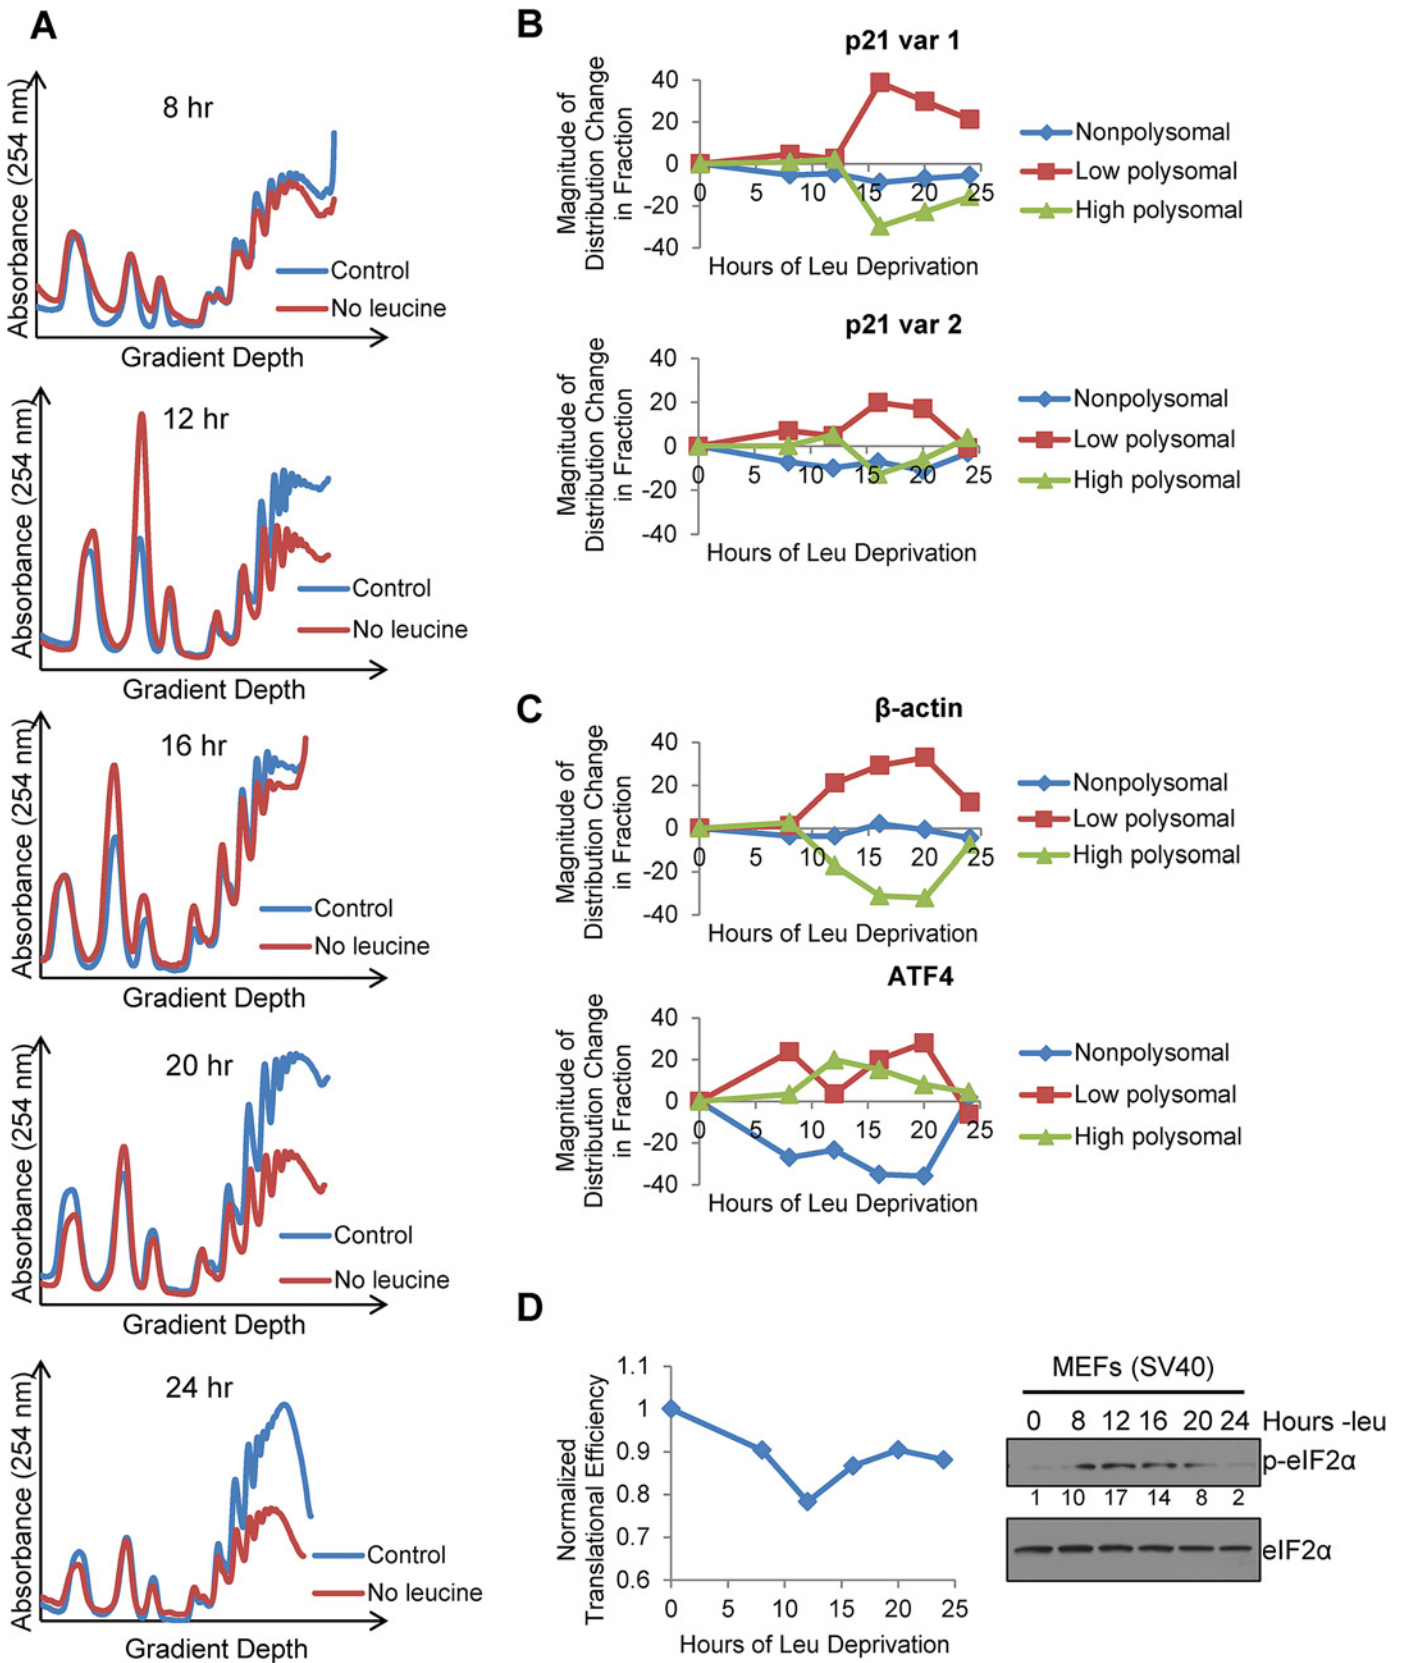 A
Absorbance (254 nm)
8 hr
Control
No leucine
Gradient Depth
Absorbance (254 nm)
12 hr
Control
No leucine
Gradient Depth
Absorbance (254 nm)
16 hr
Control
No leucine
Gradient Depth
Absorbance (254 nm)
20 hr
Control
No leucine
Gradient Depth
Absorbance (254 nm)
24 hr
Control
No leucine
Gradient Depth
B
p21 var 1
Magnitude of
Distribution Change
in Fraction
40
20
0
-20
-40
0 5 10 15 20 25
Hours of Leu Deprivation
Nonpolysomal
Low polysomal
High polysomal
p21 var 2
Magnitude of
Distribution Change
in Fraction
40
20
0
-20
-40
0 5 10 15 20 25
Hours of Leu Deprivation
Nonpolysomal
Low polysomal
High polysomal
C
β-actin
Magnitude of
Distribution Change
in Fraction
40
20
0
-20
-40
0 5 10 15 20 25
Hours of Leu Deprivation
Nonpolysomal
Low polysomal
High polysomal
ATF4
Magnitude of
Distribution Change
in Fraction
40
20
0
-20
-40
0 5 10 15 20 25
Hours of Leu Deprivation
Nonpolysomal
Low polysomal
High polysomal
D
Normalized
Translational Efficiency
1.1
1
0.9
0.8
0.7
0.6
0 5 10 15 20 25
Hours of Leu Deprivation
MEFs (SV40)
0 8 12 16 20 24 Hours -leu
p-eIF2α
1 10 17 14 8 2
eIF2α